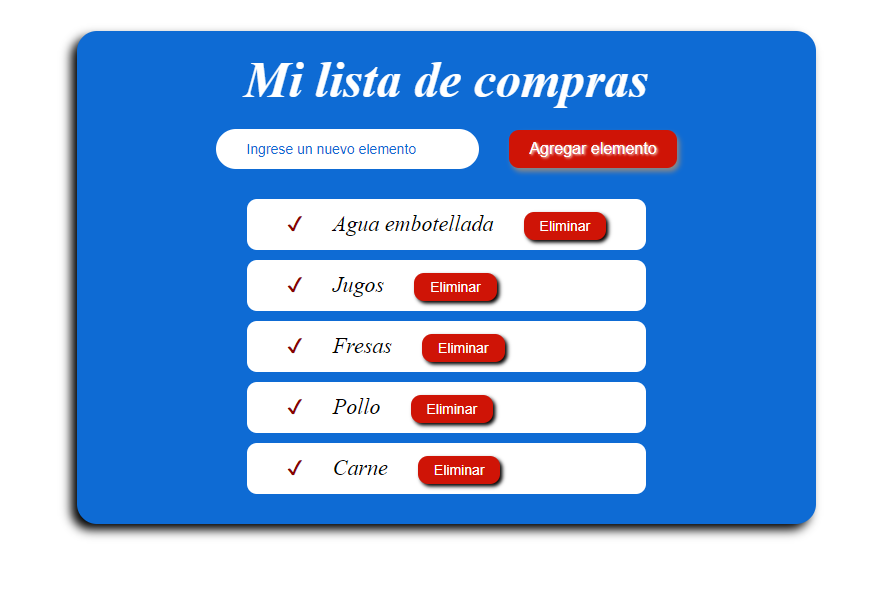 Mi lista de compras
Ingrese un nuevo elemento Agregar elemento
✓ Agua embotellada Eliminar
✓ Jugos Eliminar
✓ Fresas Eliminar
✓ Pollo Eliminar
✓ Carne Eliminar